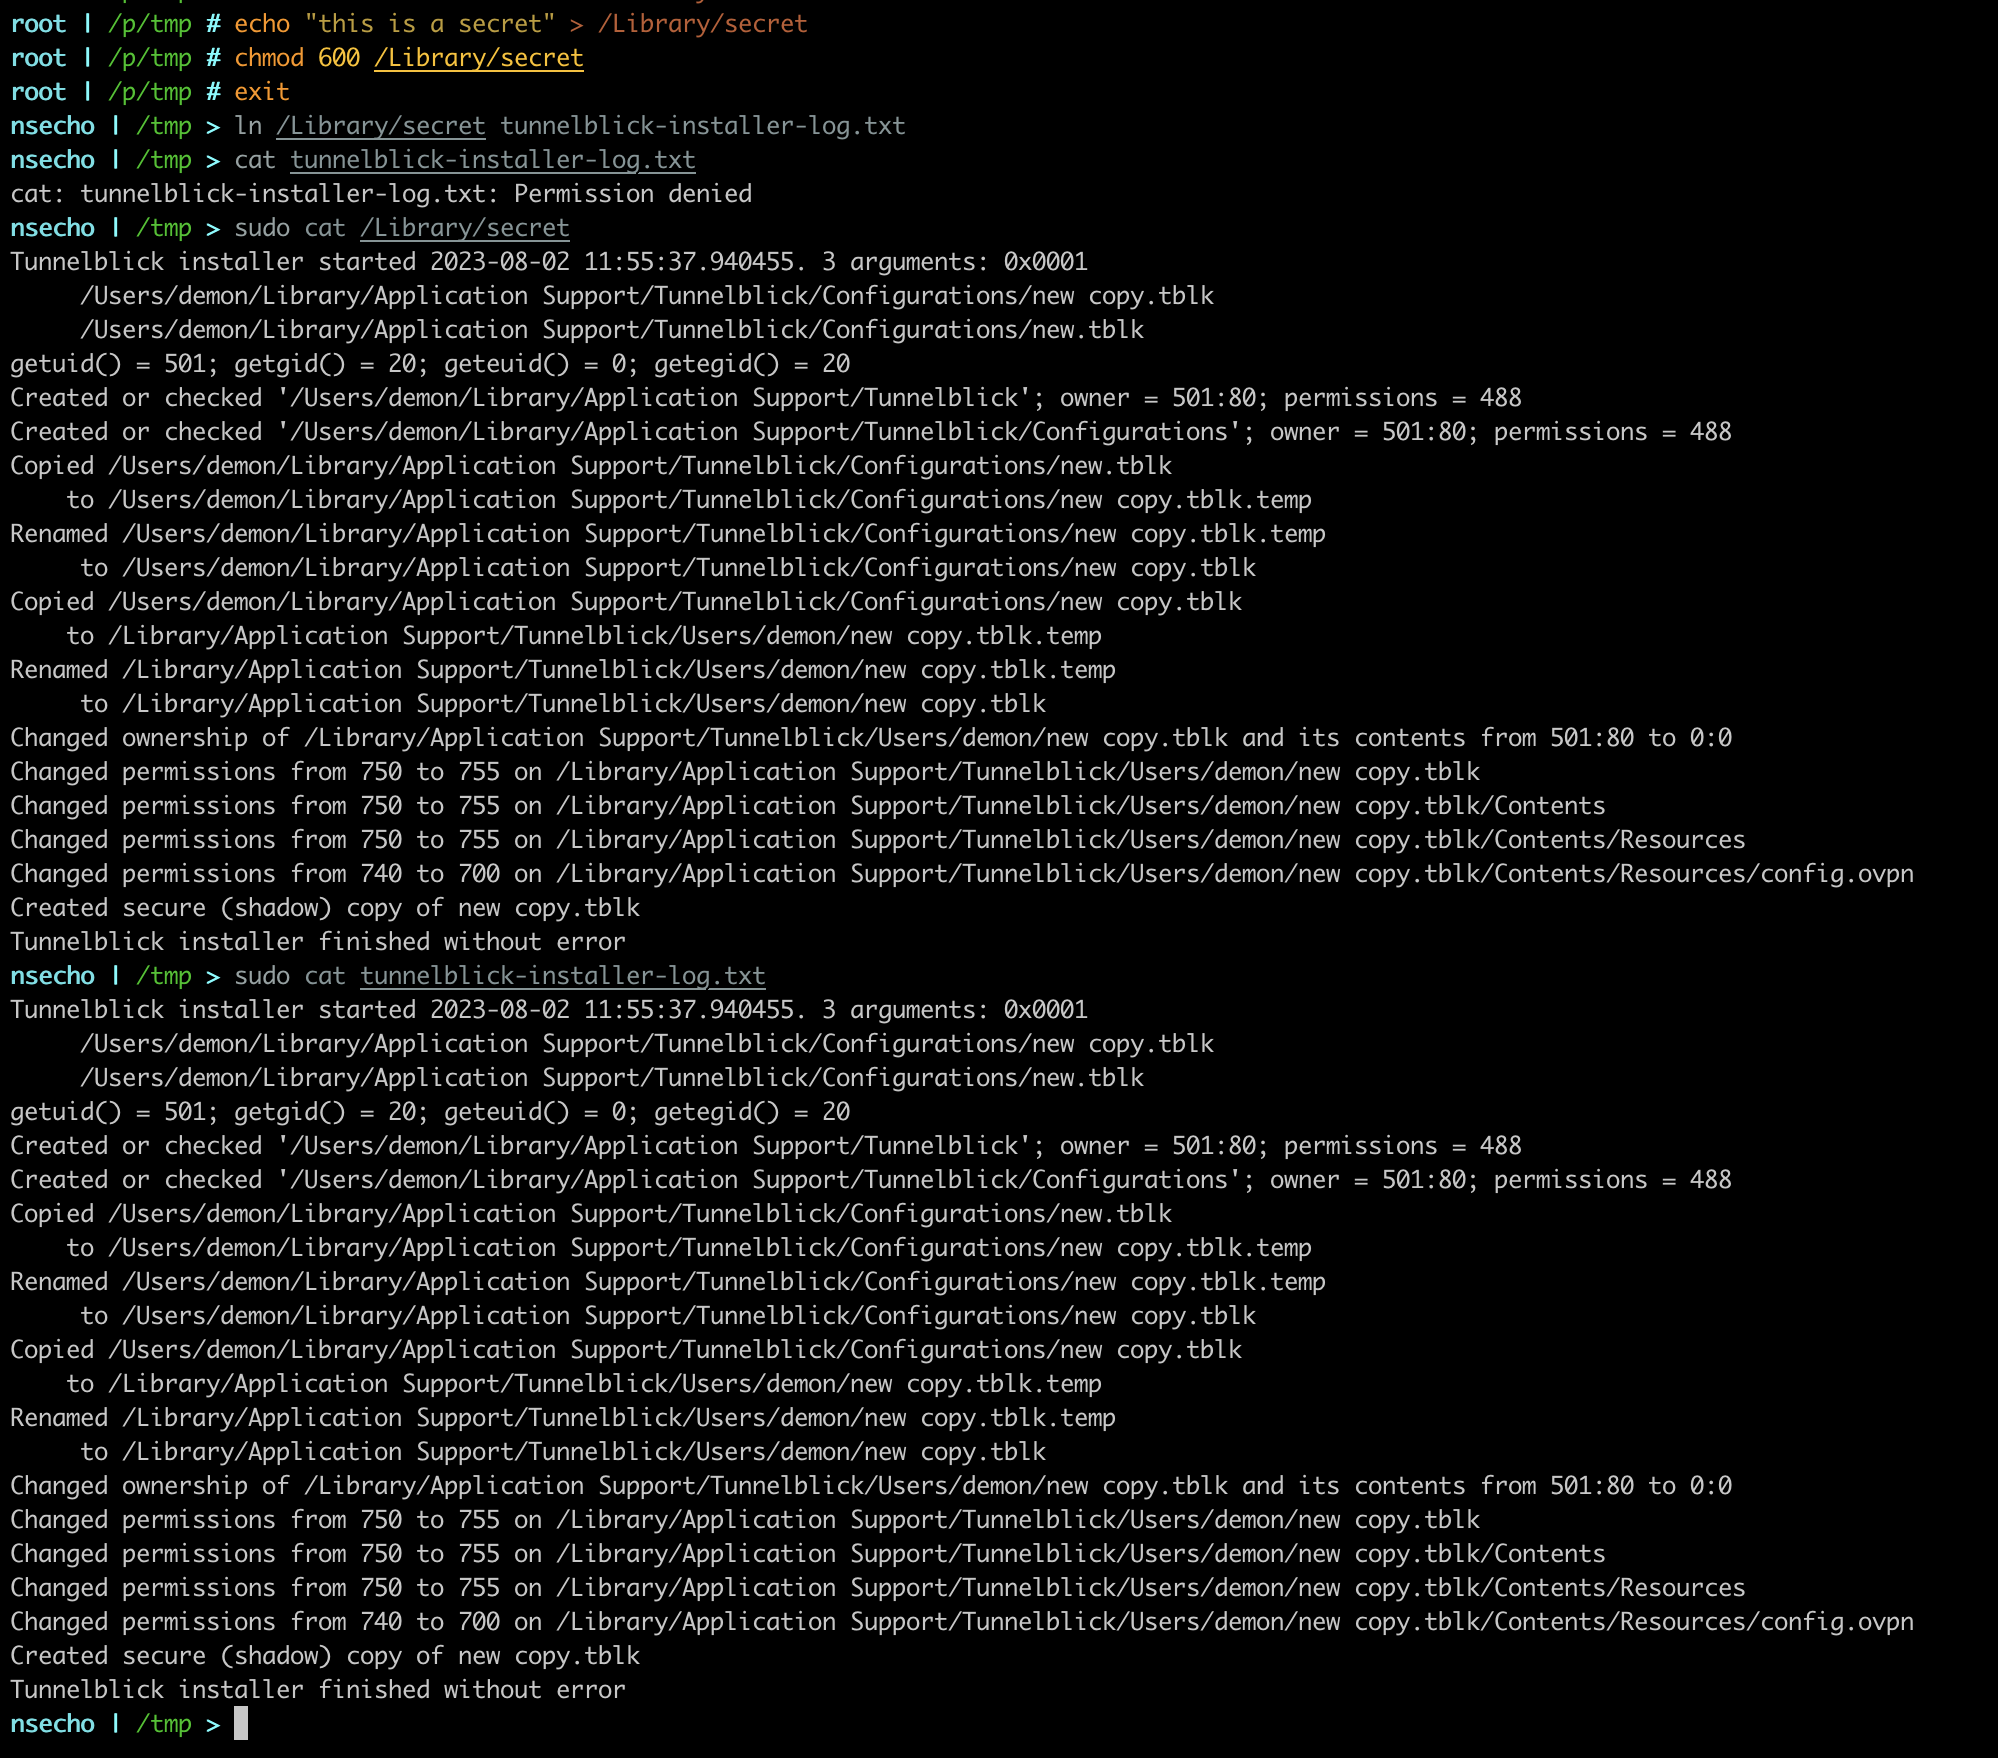 root | /p/tmp # echo "this is a secret" > /Library/secret
root | /p/tmp # chmod 600 /Library/secret
root | /p/tmp # exit
nsecho | /tmp > ln /Library/secret tunnelblick-installer-log.txt
nsecho | /tmp > cat tunnelblick-installer-log.txt
cat: tunnelblick-installer-log.txt: Permission denied
nsecho | /tmp > sudo cat /Library/secret
Tunnelblick installer started 2023-08-02 11:55:37.940455. 3 arguments: 0x0001
     /Users/demon/Library/Application Support/Tunnelblick/Configurations/new copy.tblk
     /Users/demon/Library/Application Support/Tunnelblick/Configurations/new.tblk
getuid() = 501; getgid() = 20; geteuid() = 0; getegid() = 20
Created or checked '/Users/demon/Library/Application Support/Tunnelblick'; owner = 501:80; permissions = 488
Created or checked '/Users/demon/Library/Application Support/Tunnelblick/Configurations'; owner = 501:80; permissions = 488
Copied /Users/demon/Library/Application Support/Tunnelblick/Configurations/new.tblk
    to /Users/demon/Library/Application Support/Tunnelblick/Configurations/new copy.tblk.temp
Renamed /Users/demon/Library/Application Support/Tunnelblick/Configurations/new copy.tblk.temp
     to /Users/demon/Library/Application Support/Tunnelblick/Configurations/new copy.tblk
Copied /Users/demon/Library/Application Support/Tunnelblick/Configurations/new copy.tblk
    to /Library/Application Support/Tunnelblick/Users/demon/new copy.tblk.temp
Renamed /Library/Application Support/Tunnelblick/Users/demon/new copy.tblk.temp
     to /Library/Application Support/Tunnelblick/Users/demon/new copy.tblk
Changed ownership of /Library/Application Support/Tunnelblick/Users/demon/new copy.tblk and its contents from 501:80 to 0:0
Changed permissions from 750 to 755 on /Library/Application Support/Tunnelblick/Users/demon/new copy.tblk
Changed permissions from 750 to 755 on /Library/Application Support/Tunnelblick/Users/demon/new copy.tblk/Contents
Changed permissions from 750 to 755 on /Library/Application Support/Tunnelblick/Users/demon/new copy.tblk/Contents/Resources
Changed permissions from 740 to 700 on /Library/Application Support/Tunnelblick/Users/demon/new copy.tblk/Contents/Resources/config.ovpn
Created secure (shadow) copy of new copy.tblk
Tunnelblick installer finished without error
nsecho | /tmp > sudo cat tunnelblick-installer-log.txt
Tunnelblick installer started 2023-08-02 11:55:37.940455. 3 arguments: 0x0001
     /Users/demon/Library/Application Support/Tunnelblick/Configurations/new copy.tblk
     /Users/demon/Library/Application Support/Tunnelblick/Configurations/new.tblk
getuid() = 501; getgid() = 20; geteuid() = 0; getegid() = 20
Created or checked '/Users/demon/Library/Application Support/Tunnelblick'; owner = 501:80; permissions = 488
Created or checked '/Users/demon/Library/Application Support/Tunnelblick/Configurations'; owner = 501:80; permissions = 488
Copied /Users/demon/Library/Application Support/Tunnelblick/Configurations/new.tblk
    to /Users/demon/Library/Application Support/Tunnelblick/Configurations/new copy.tblk.temp
Renamed /Users/demon/Library/Application Support/Tunnelblick/Configurations/new copy.tblk.temp
     to /Users/demon/Library/Application Support/Tunnelblick/Configurations/new copy.tblk
Copied /Users/demon/Library/Application Support/Tunnelblick/Configurations/new copy.tblk
    to /Library/Application Support/Tunnelblick/Users/demon/new copy.tblk.temp
Renamed /Library/Application Support/Tunnelblick/Users/demon/new copy.tblk.temp
     to /Library/Application Support/Tunnelblick/Users/demon/new copy.tblk
Changed ownership of /Library/Application Support/Tunnelblick/Users/demon/new copy.tblk and its contents from 501:80 to 0:0
Changed permissions from 750 to 755 on /Library/Application Support/Tunnelblick/Users/demon/new copy.tblk
Changed permissions from 750 to 755 on /Library/Application Support/Tunnelblick/Users/demon/new copy.tblk/Contents
Changed permissions from 750 to 755 on /Library/Application Support/Tunnelblick/Users/demon/new copy.tblk/Contents/Resources
Changed permissions from 740 to 700 on /Library/Application Support/Tunnelblick/Users/demon/new copy.tblk/Contents/Resources/config.ovpn
Created secure (shadow) copy of new copy.tblk
Tunnelblick installer finished without error
nsecho | /tmp >